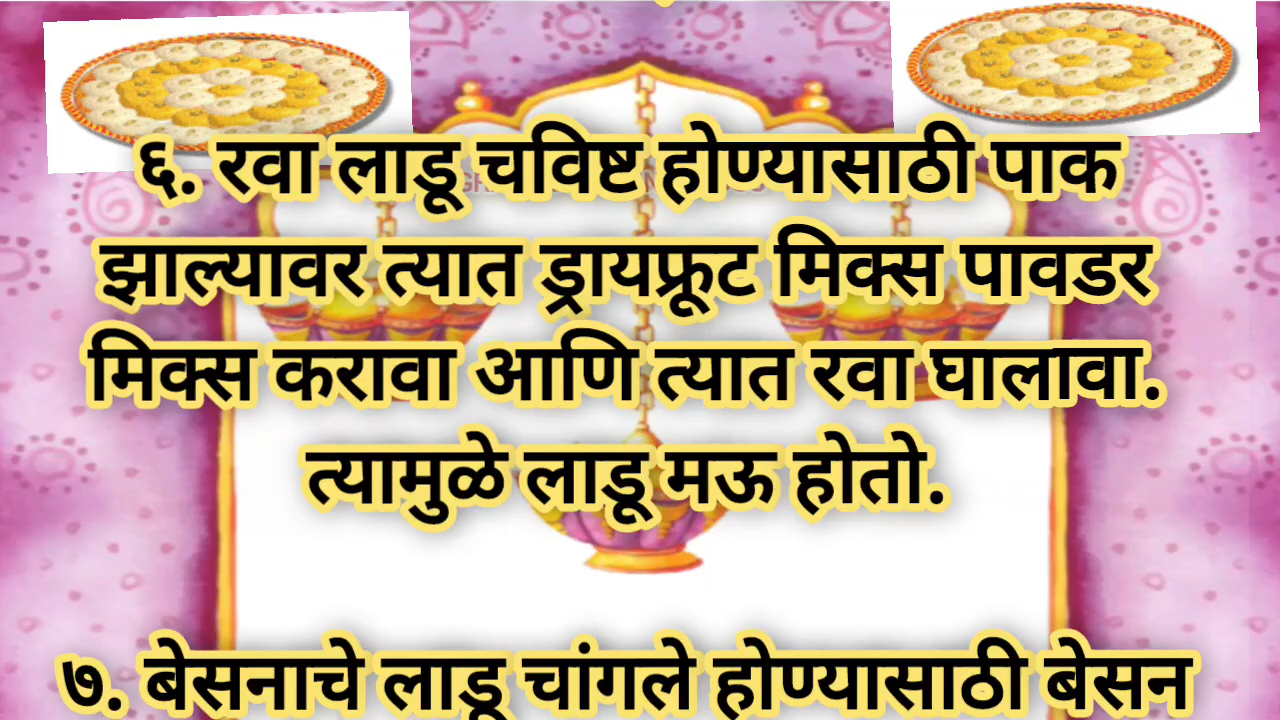 ६. रवा लाडू चविष्ट होण्यासाठी पाक
झाल्यावर त्यात ड्रायफ्रूट मिक्स पावडर
मिक्स करावा आणि त्यात रवा घालावा.
त्यामुळे लाडू मऊ होतो.
७. बेसनाचे लाडू चांगले होण्यासाठी बेसन